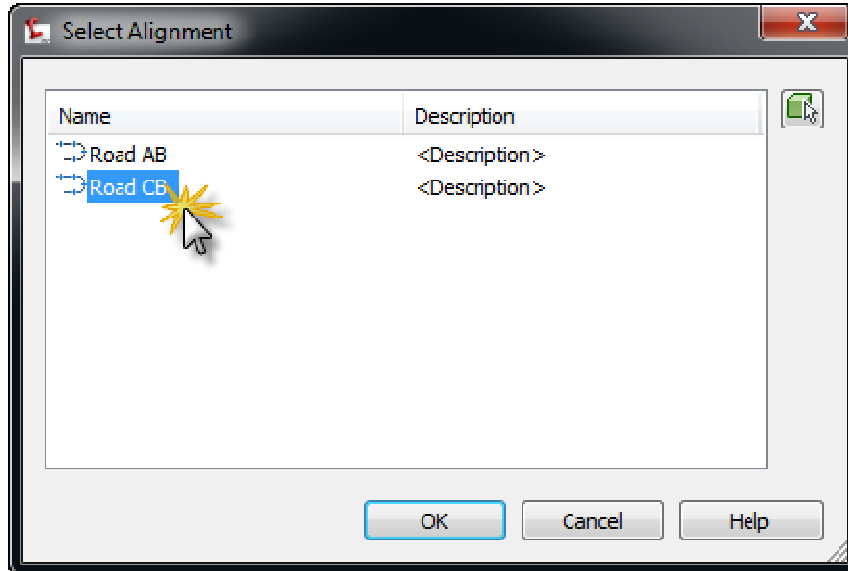 Select Alignment
Name Description
Road AB <Description>
Road CB <Description>
OK Cancel Help